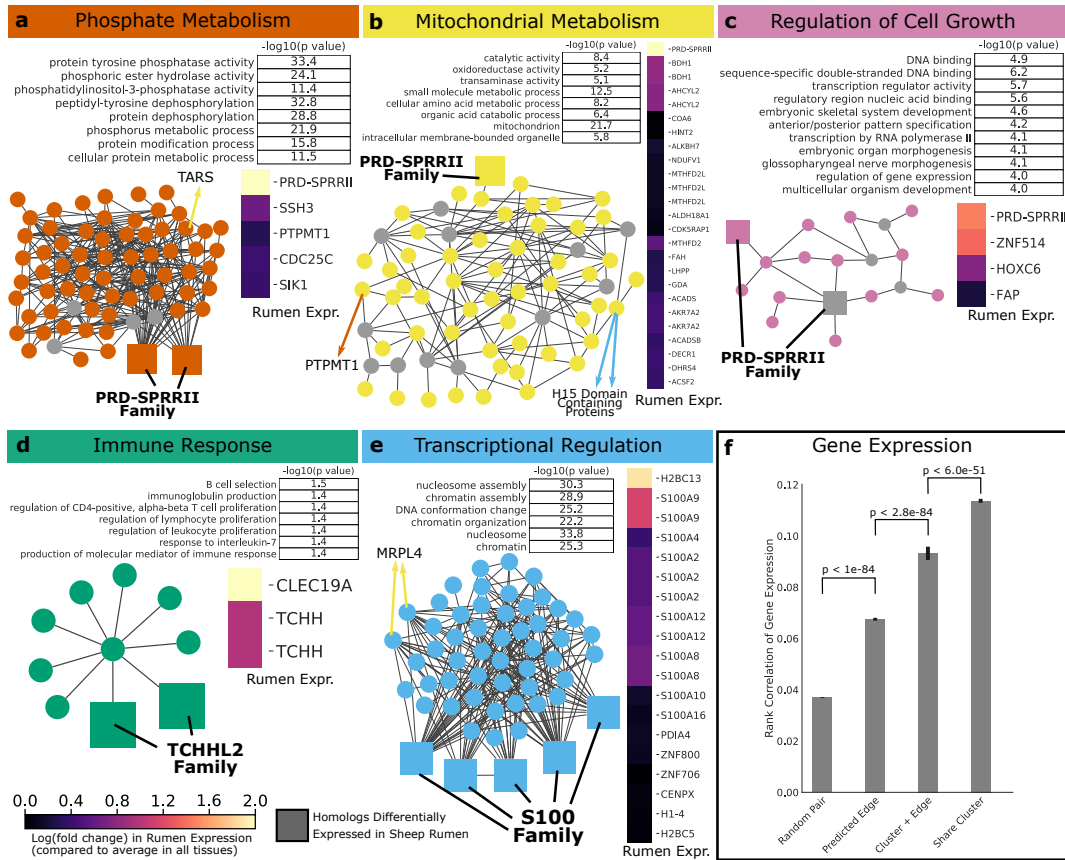 a Phosphate Metabolism
-log10(p value)
protein tyrosine phosphatase activity 33.4
phosphoric ester hydrolase activity 24.1
phosphatidylinositol-3-phosphatase activity 11.4
peptidyl-tyrosine dephosphorylation 32.8
protein dephosphorylation 28.8
phosphorus metabolic process 21.9
protein modification process 15.8
cellular protein metabolic process 11.5
TARS
-PRD-SPRRII
-SSH3
-PTPMT1
-CDC25C
-SIK1
Rumen Expr.
PRD-SPRRII
Family
b Mitochondrial Metabolism
-log10(p value)
catalytic activity 8.4
oxidoreductase activity 5.2
transaminase activity 5.1
small molecule metabolic process 12.5
cellular amino acid metabolic process 8.2
organic acid catabolic process 6.4
mitochondrion 21.7
intracellular membrane-bounded organelle 5.8
PRD-SPRRII
Family
PTPMT1
H15 Domain
Containing
Proteins
-PRD-SPRRII
-BDH1
-BDH1
-AHCYL2
-AHCYL2
-COA6
-HINT2
-ALKBH7
-NDUFV1
-MTHFD2L
-MTHFD2L
-MTHFD2L
-ALDH18A1
-CDK5RAP1
-MTHFD2
-FAH
-LHPP
-GDA
-ACADS
-AKR7A2
-AKR7A2
-ACADSB
-DECR1
-DHRS4
-ACSF2
Rumen Expr.
c Regulation of Cell Growth
-log10(p value)
DNA binding 4.9
sequence-specific double-stranded DNA binding 6.2
transcription regulator activity 5.7
regulatory region nucleic acid binding 5.6
embryonic skeletal system development 4.6
anterior/posterior pattern specification 4.2
transcription by RNA polymerase II 4.1
embryonic organ morphogenesis 4.1
glossopharyngeal nerve morphogenesis 4.1
regulation of gene expression 4.0
multicellular organism development 4.0
-PRD-SPRRII
-ZNF514
-HOXC6
-FAP
Rumen Expr.
PRD-SPRRII
Family
d Immune Response
-log10(p value)
B cell selection 1.5
immunoglobulin production 1.4
regulation of CD4-positive, alpha-beta T cell proliferation 1.4
regulation of lymphocyte proliferation 1.4
regulation of leukocyte proliferation 1.4
response to interleukin-7 1.4
production of molecular mediator of immune response 1.4
-CLEC19A
-TCHH
-TCHH
Rumen Expr.
TCHHL2
Family
0.0 0.4 0.8 1.2 1.6 2.0
Log(fold change) in Rumen Expression
(compared to average in all tissues)
Homologs Differentially
Expressed in Sheep Rumen
e Transcriptional Regulation
-log10(p value)
nucleosome assembly 30.3
chromatin assembly 28.9
DNA conformation change 25.2
chromatin organization 22.2
nucleosome 33.8
chromatin 25.3
MRPL4
S100
Family
-H2BC13
-S100A9
-S100A9
-S100A4
-S100A2
-S100A2
-S100A2
-S100A12
-S100A12
-S100A8
-S100A8
-S100A10
-S100A16
-PDIA4
-ZNF800
-ZNF706
-CENPX
-H1-4
-H2BC5
Rumen Expr.
f Gene Expression
Rank Correlation of Gene Expression
0.12
0.10
0.08
0.06
0.04
0.02
0.00
p < 1e-84
p < 2.8e-84
p < 6.0e-51
Random Pair
Predicted Edge
Cluster + Edge
Share Cluster